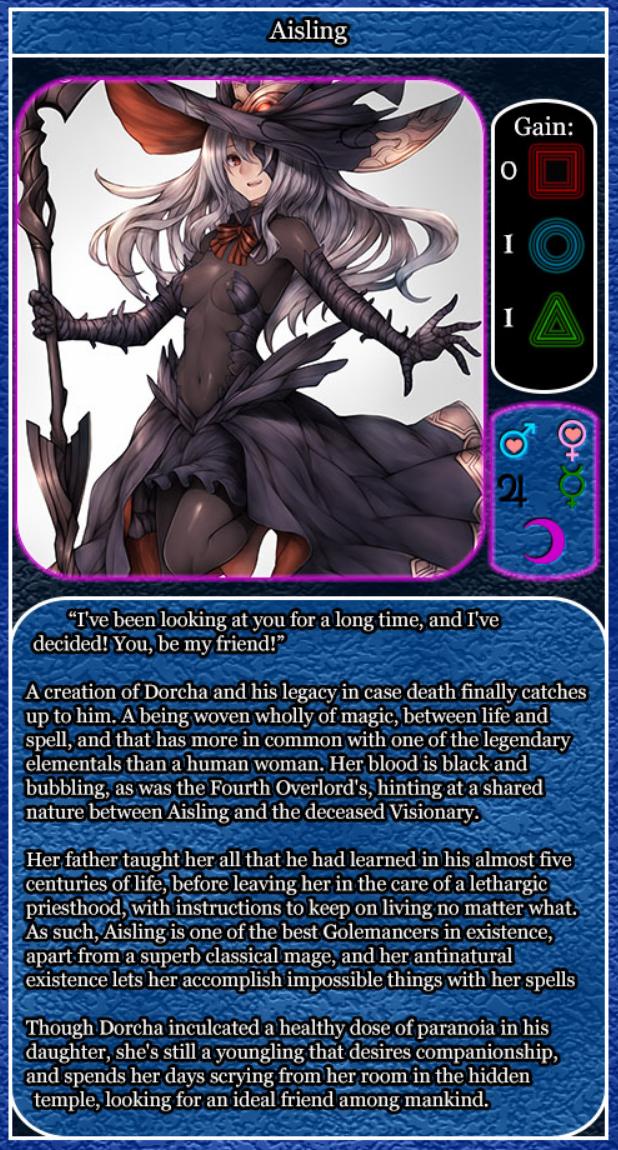 Aisling
Gain:
0
1
1
“I've been looking at you for a long time, and I've
decided! You, be my friend!”
A creation of Dorcha and his legacy in case death finally catches
up to him. A being woven wholly of magic, between life and
spell, and that has more in common with one of the legendary
elementals than a human woman. Her blood is black and
bubbling, as was the Fourth Overlord's, hinting at a shared
nature between Aisling and the deceased Visionary.
Her father taught her all that he had learned in his almost five
centuries of life, before leaving her in the care of a lethargic
priesthood, with instructions to keep on living no matter what.
As such, Aisling is one of the best Golemancers in existence,
apart from a superb classical mage, and her antinatural
existence lets her accomplish impossible things with her spells
Though Dorcha inculcated a healthy dose of paranoia in his
daughter, she's still a youngling that desires companionship,
and spends her days scrying from her room in the hidden
temple, looking for an ideal friend among mankind.